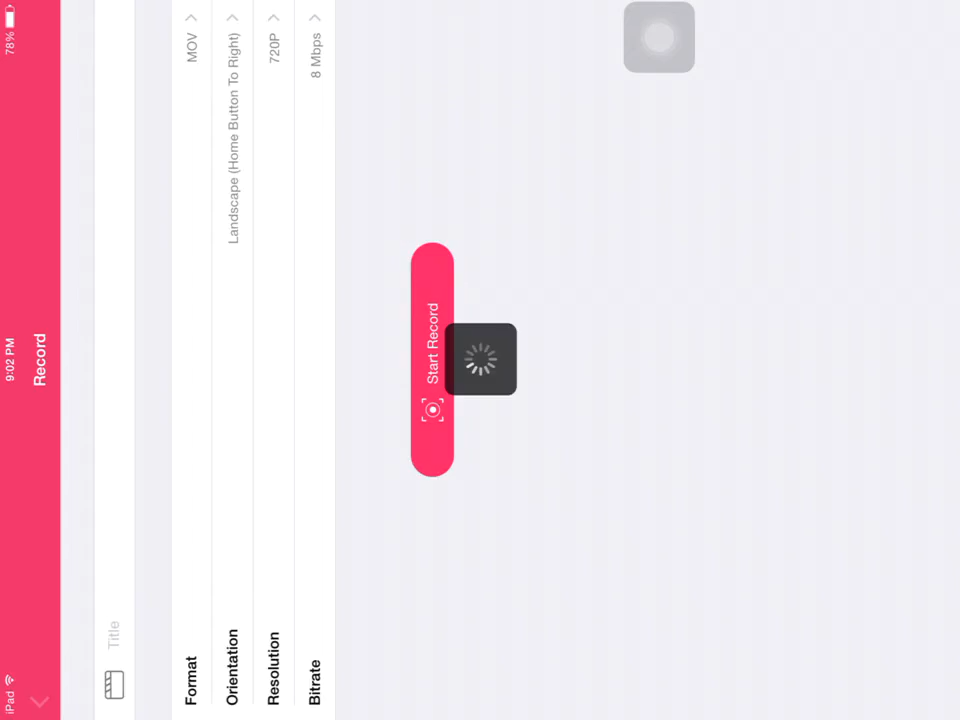 iPad 9:02 PM 78%
Record
Title
Format MOV
Orientation Landscape (Home Button To Right)
Resolution 720P
Bitrate 8 Mbps
Start Record